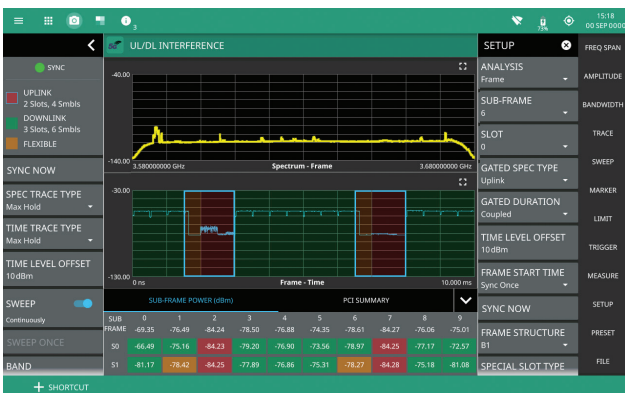 3
73%
15:18
00 SEP 0000
UL/DL INTERFERENCE
SYNC
UPLINK
2 Slots, 4 Smbls
DOWNLINK
3 Slots, 6 Smbls
FLEXIBLE
SYNC NOW
SPEC TRACE TYPE
Max Hold
TIME TRACE TYPE
Max Hold
TIME LEVEL OFFSET
10dBm
SWEEP
Continuously
SWEEP ONCE
BAND
SHORTCUT
-40.00
-140.00
3.580000000 GHz
Spectrum - Frame
3.680000000 GHz
-30.00
-130.00
0 ns
Frame - Time
10.000 ms
SUB-FRAME POWER (dBm)
PCI SUMMARY
SUB FRAME 0 1 2 3 4 5 6 7 8 9
-69.35 -76.49 -84.24 -78.50 -76.88 -74.35 -78.61 -84.27 -76.06 -75.01
S0 -66.49 -75.16 -84.23 -79.20 -76.90 -73.56 -78.97 -84.25 -77.17 -72.57
S1 -81.17 -78.42 -84.25 -77.89 -76.86 -75.31 -78.27 -84.28 -75.18 -81.08
SETUP
ANALYSIS
Frame
SUB-FRAME
6
SLOT
0
GATED SPEC TYPE
Uplink
GATED DURATION
Coupled
TIME LEVEL OFFSET
10dBm
FRAME START TIME
Sync Once
SYNC NOW
FRAME STRUCTURE
B1
SPECIAL SLOT TYPE
FREQ SPAN
AMPLITUDE
BANDWIDTH
TRACE
SWEEP
MARKER
LIMIT
TRIGGER
MEASURE
SETUP
PRESET
FILE